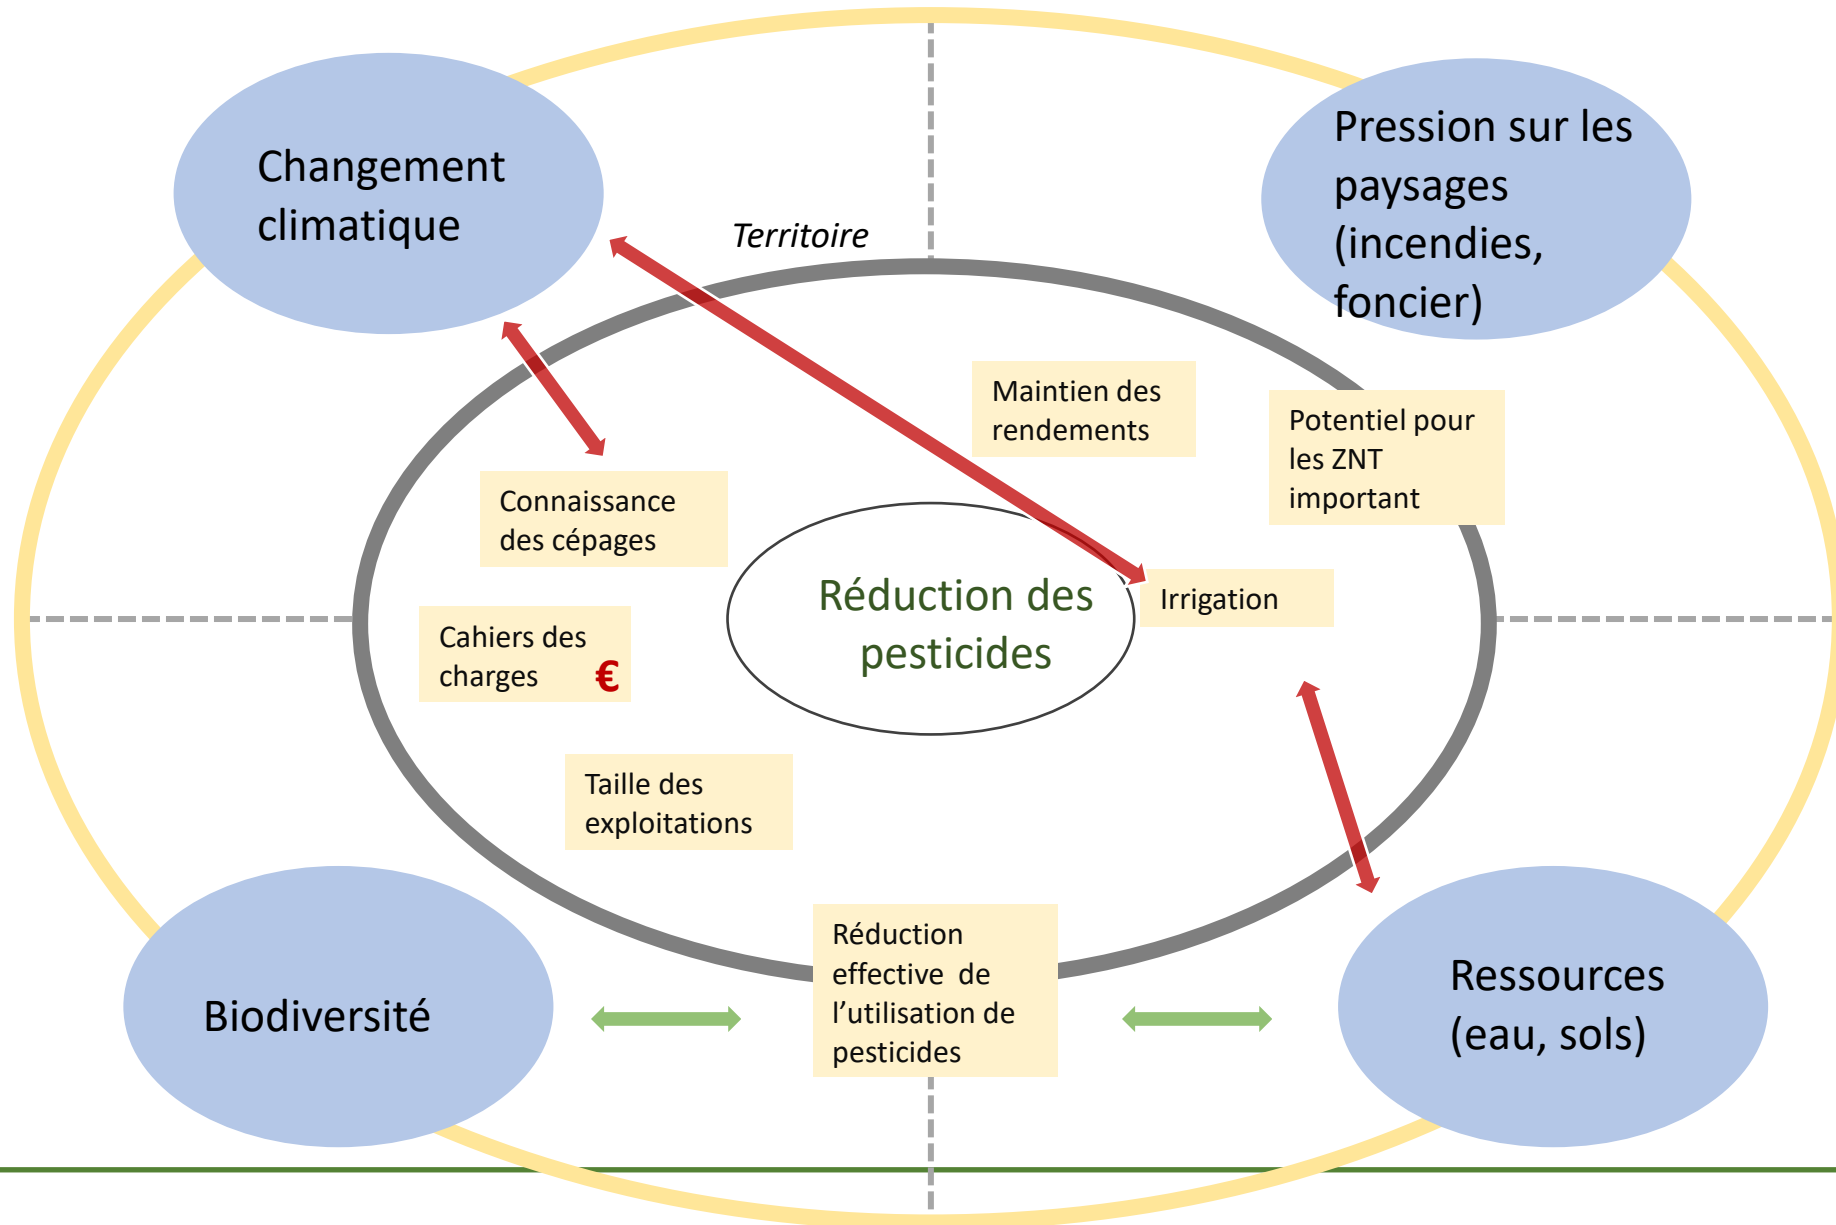 Changement
climatique
Pression sur les
paysages
(incendies,
foncier)
Territoire
Maintien des
rendements
Potentiel pour
les ZNT
important
Connaissance
des cépages
Réduction des
pesticides
Irrigation
Cahiers des
charges €
Taille des
exploitations
Réduction
effective de
l’utilisation de
pesticides
Biodiversité
Ressources
(eau, sols)